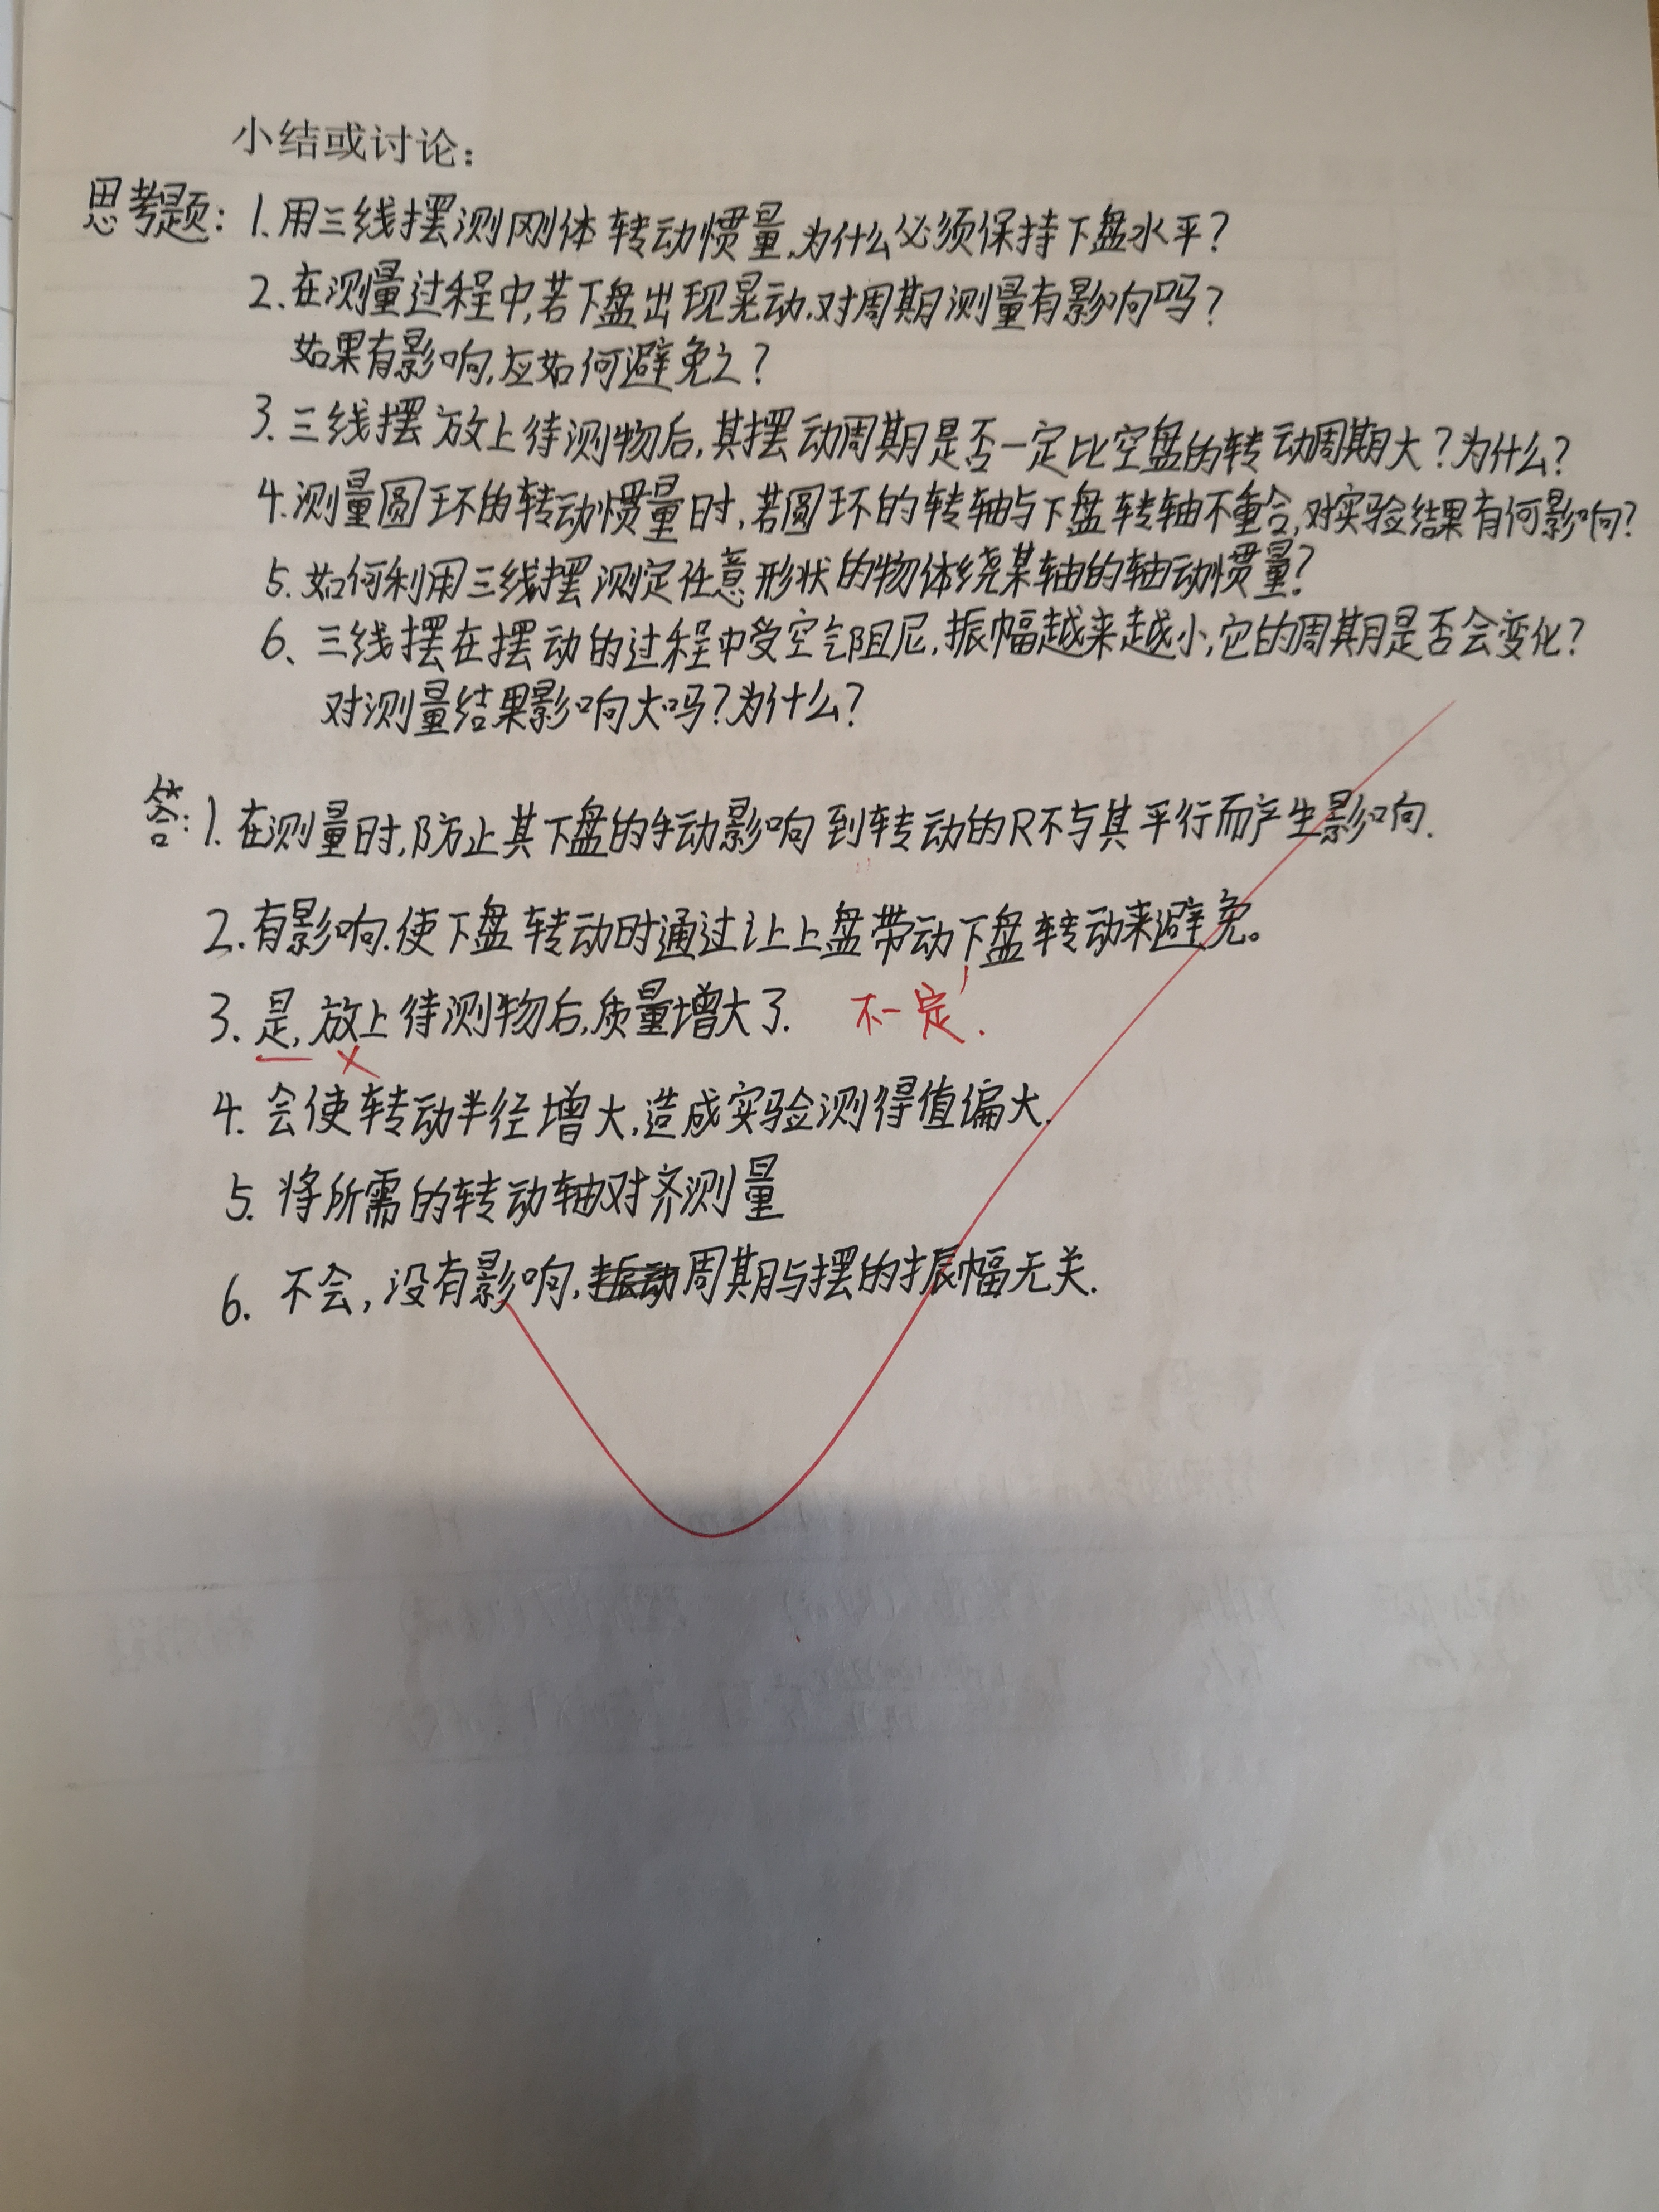 小结或讨论:
思考题: 1.用三线摆测刚体转动惯量,为什么必须保持下盘水平?
2.在测量过程中,若下盘出现晃动.对周期测量有影响吗?
如果有影响,应如何避免之?
3.三线摆放上待测物后,其摆动周期是否一定比空盘的转动周期大?为什么?
4.测量圆环的转动惯量时,若圆环的转轴与下盘转轴不重合,对实验结果有何影响?
5.如何利用三线摆测定任意形状的物体绕某轴的轴动惯量?
6、三线摆在摆动的过程中受空气阻尼,振幅越来越小,它的周期是否会变化?
对测量结果影响大吗?为什么?
答: 1.在测量时,防止其下盘的手动影响到转动的R不与其平行而产生影响.
2.有影响.使下盘转动时通过让上盘带动下盘转动来避免。
3.是,放上待测物后,质量增大了. 不一定.
4.会使转动半径增大,造成实验测得值偏大.
5.将所需的转动轴对齐测量
6.不会,没有影响,振动周期与摆的振幅无关.